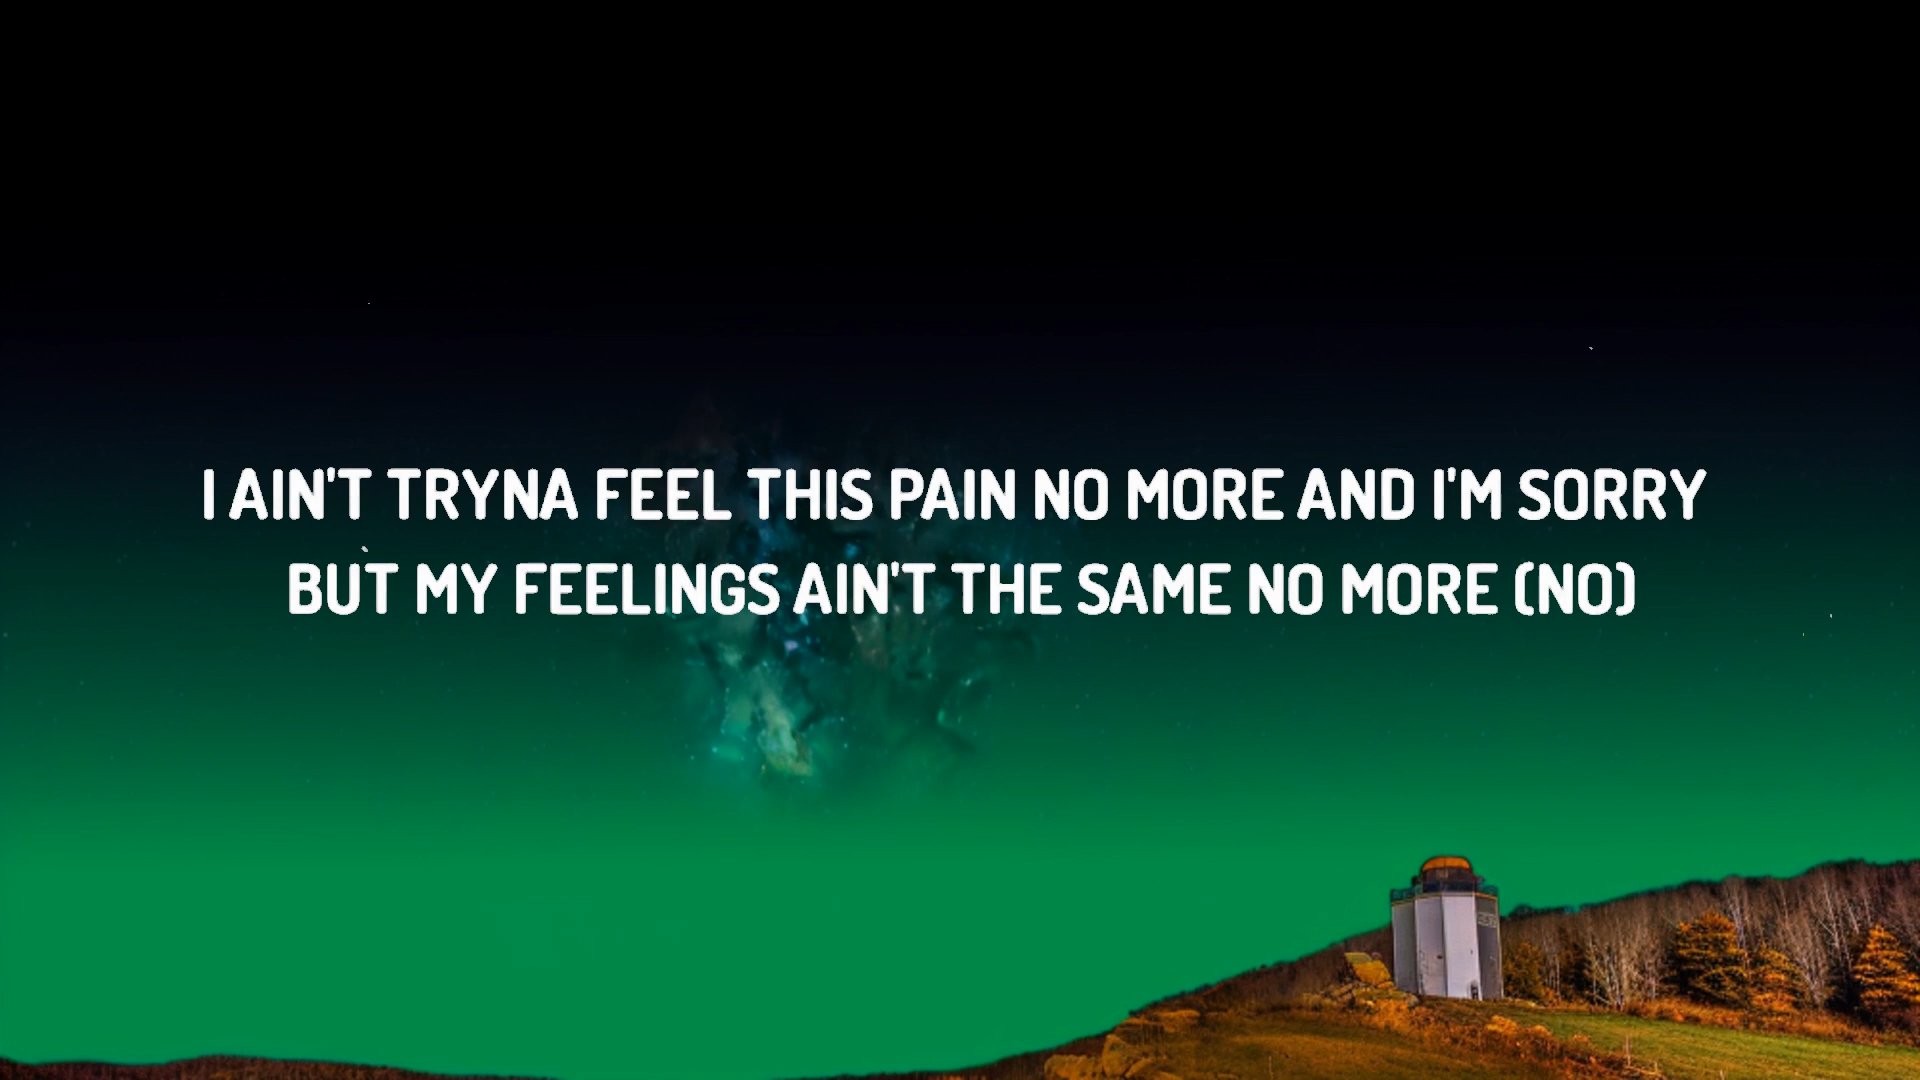 I AIN'T TRYNA FEEL THIS PAIN NO MORE AND I'M SORRY
BUT MY FEELINGS AIN'T THE SAME NO MORE (NO)